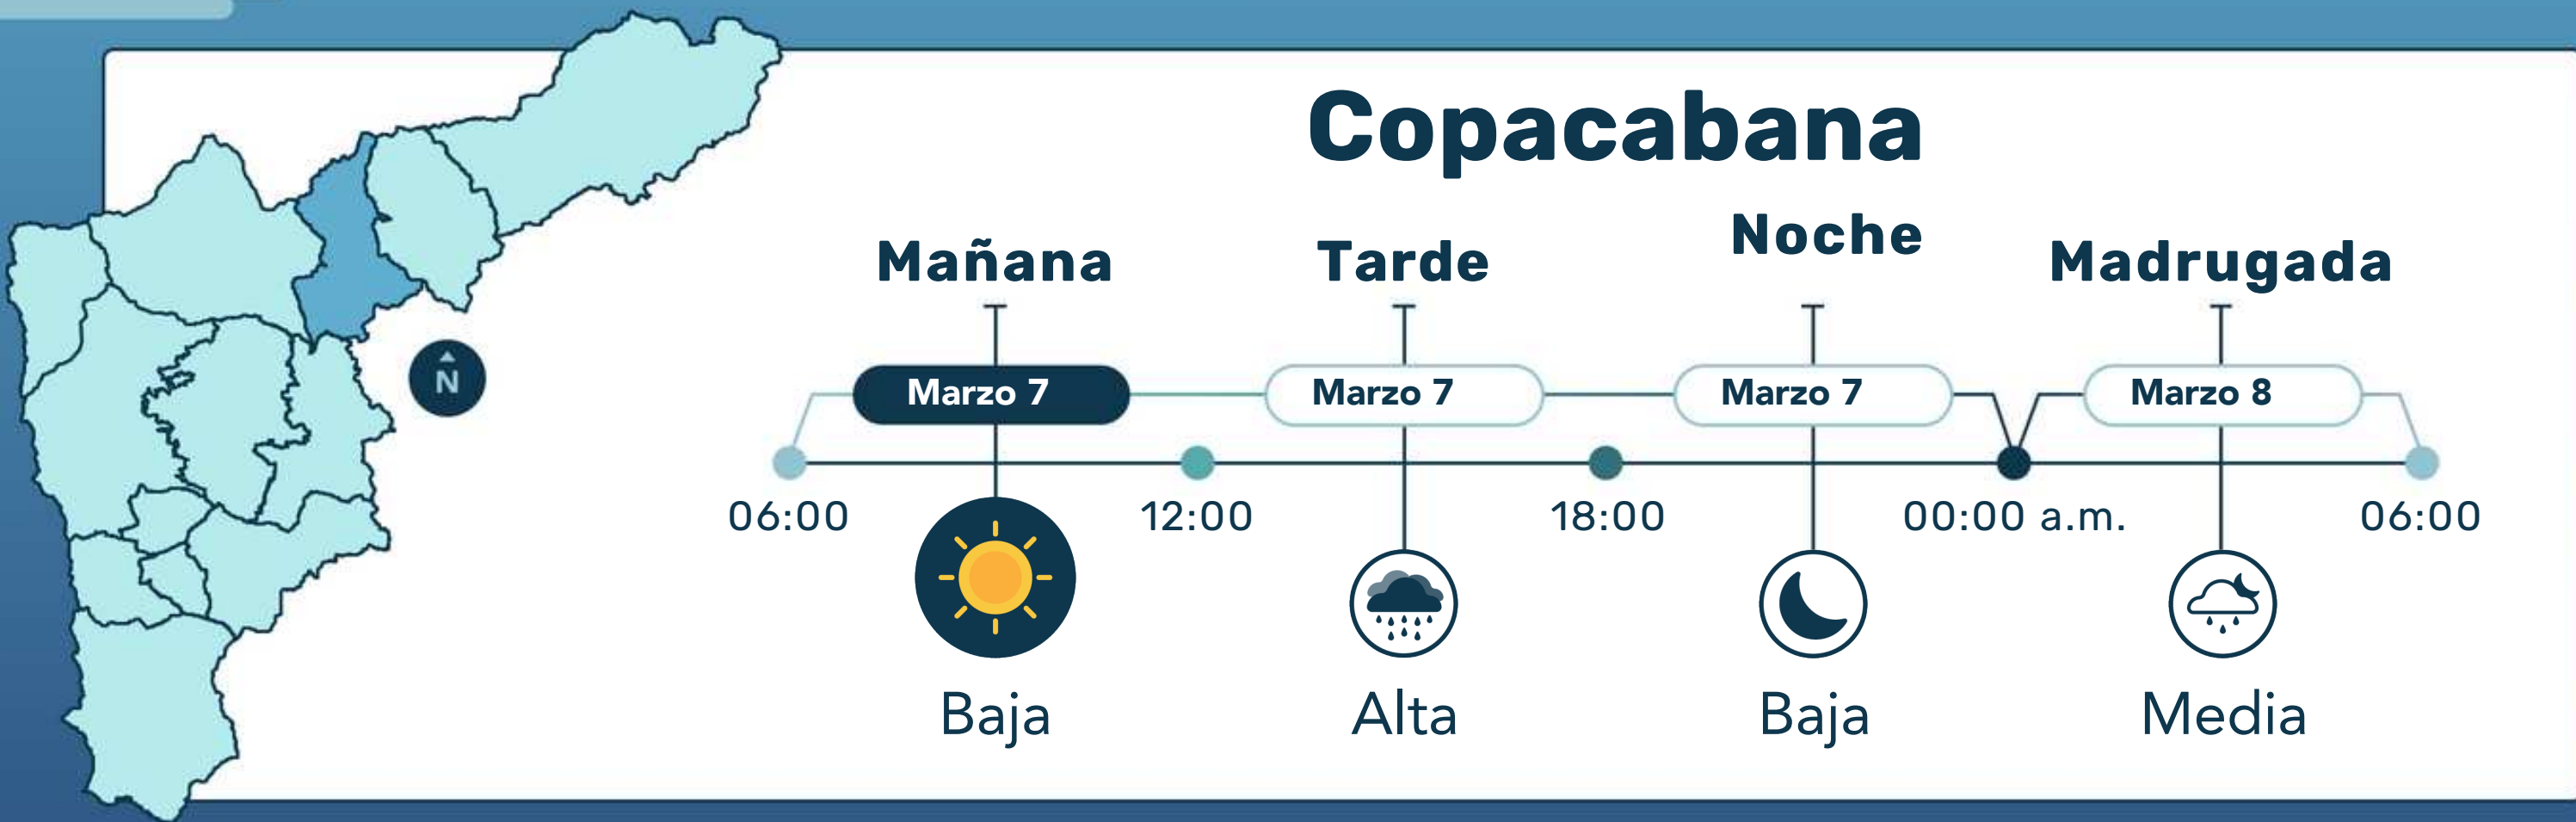 Copacabana
Mañana
Tarde
Noche
Madrugada
Marzo 7
Marzo 7
Marzo 7
Marzo 8
N
06:00
12:00
18:00
00:00 a.m.
06:00
Baja
Alta
Baja
Media